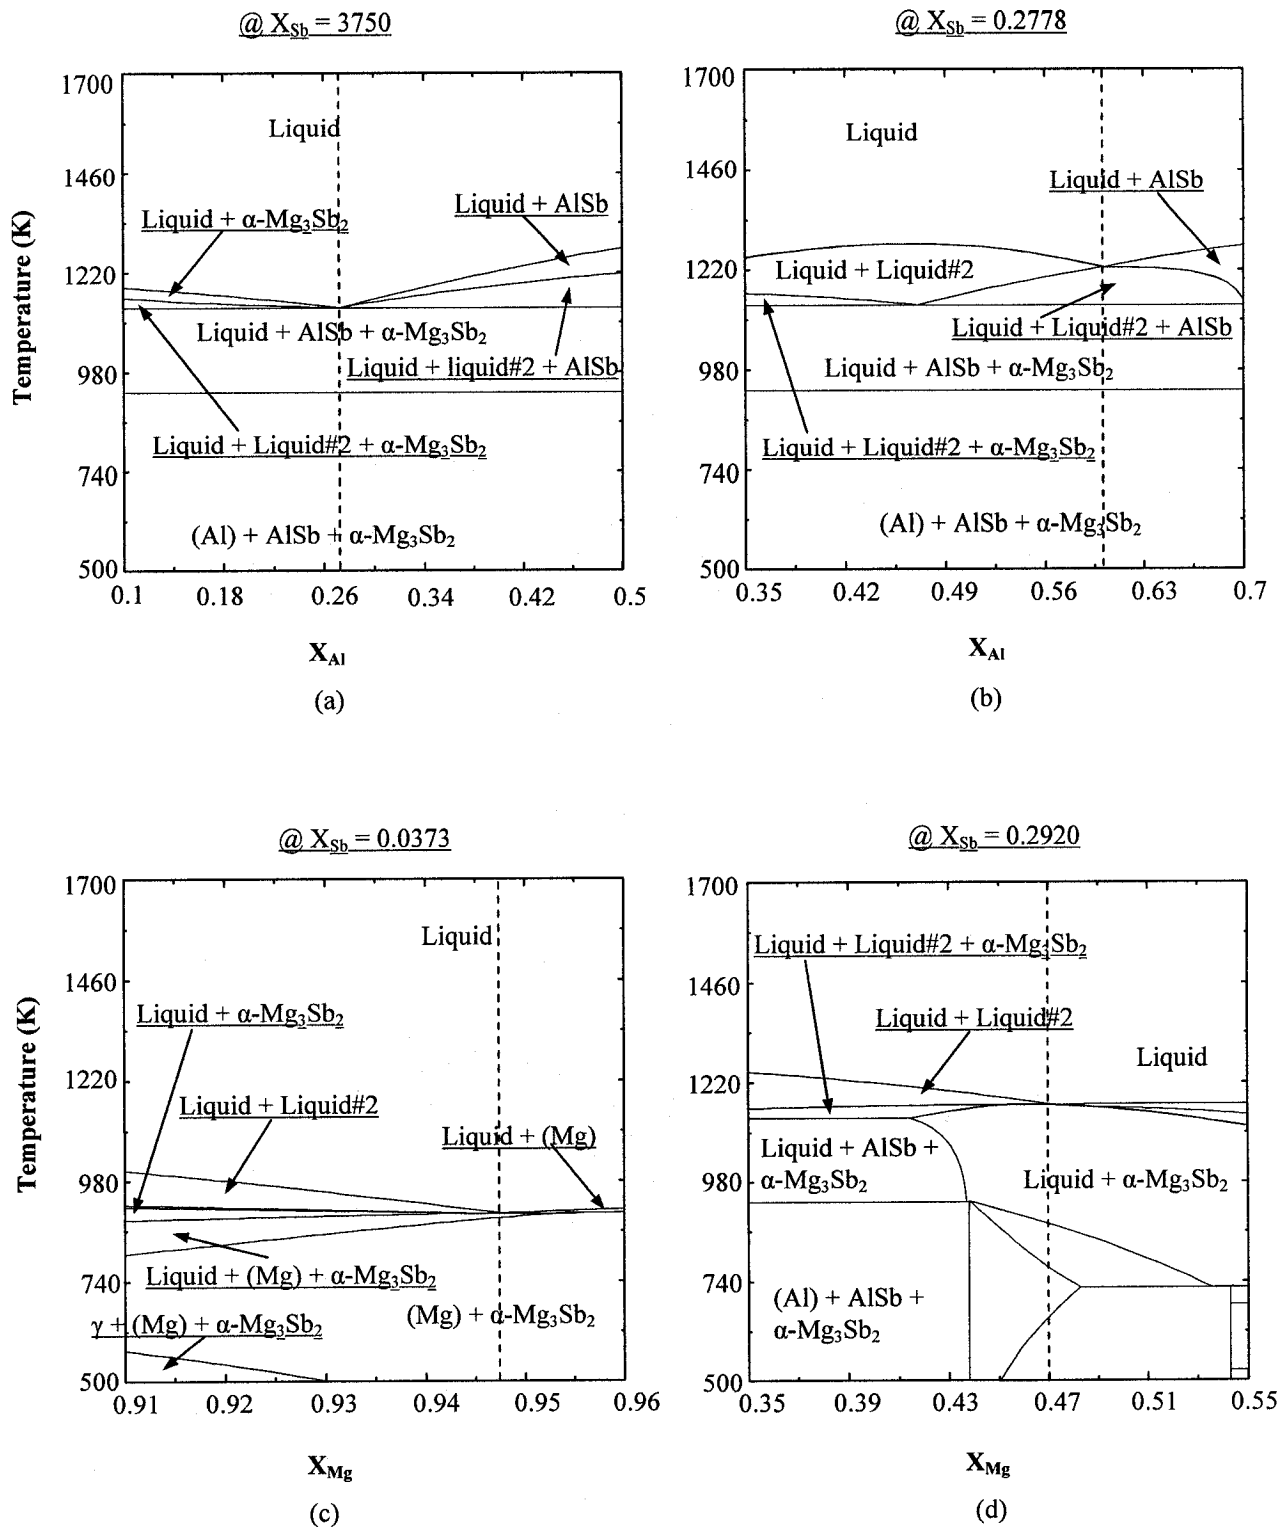 @ X_Sb = 3750
1700
1460
1220
980
740
500
Temperature (K)
Liquid
Liquid + α-Mg₃Sb₂
Liquid + AlSb
Liquid + AlSb + α-Mg₃Sb₂
Liquid + liquid#2 + AlSb
Liquid + Liquid#2 + α-Mg₃Sb₂
(Al) + AlSb + α-Mg₃Sb₂
0.1 0.18 0.26 0.34 0.42 0.5
X_Al
(a)
@ X_Sb = 0.2778
1700
1460
1220
980
740
500
Liquid
Liquid + AlSb
Liquid + Liquid#2
Liquid + Liquid#2 + AlSb
Liquid + AlSb + α-Mg₃Sb₂
Liquid + Liquid#2 + α-Mg₃Sb₂
(Al) + AlSb + α-Mg₃Sb₂
0.35 0.42 0.49 0.56 0.63 0.7
X_Al
(b)
@ X_Sb = 0.0373
1700
1460
1220
980
740
500
Temperature (K)
Liquid
Liquid + α-Mg₃Sb₂
Liquid + Liquid#2
Liquid + (Mg)
Liquid + (Mg) + α-Mg₃Sb₂
(Mg) + α-Mg₃Sb₂
γ + (Mg) + α-Mg₃Sb₂
0.91 0.92 0.93 0.94 0.95 0.96
X_Mg
(c)
@ X_Sb = 0.2920
1700
1460
1220
980
740
500
Liquid + Liquid#2 + α-Mg₃Sb₂
Liquid + Liquid#2
Liquid
Liquid + AlSb +
α-Mg₃Sb₂
Liquid + α-Mg₃Sb₂
(Al) + AlSb +
α-Mg₃Sb₂
0.35 0.39 0.43 0.47 0.51 0.55
X_Mg
(d)